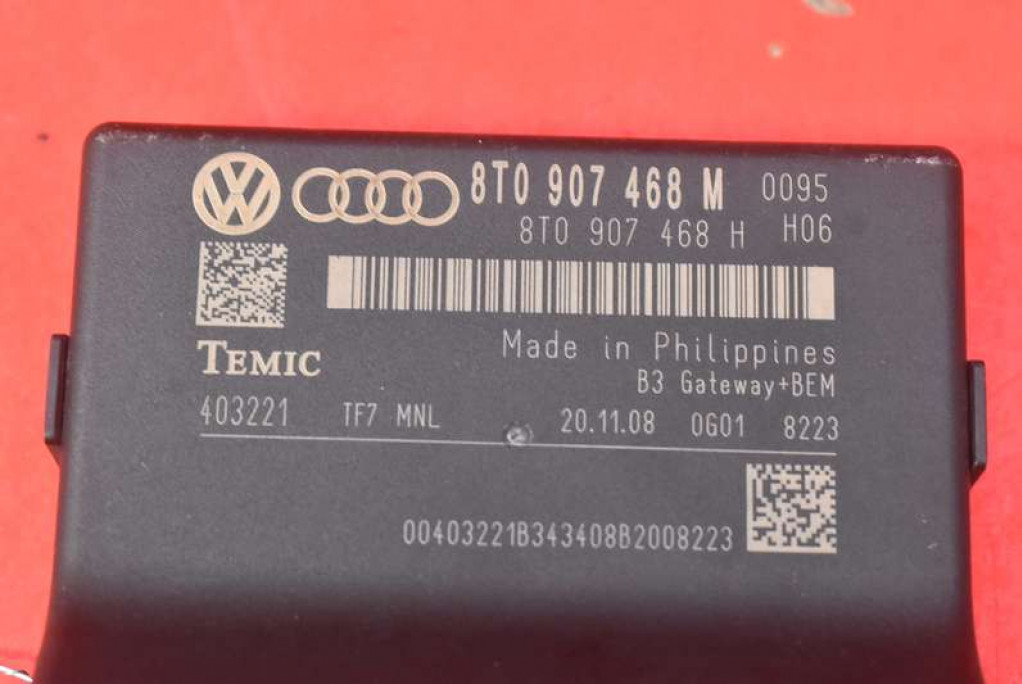 8T0 907 468 M 0095
8T0 907 468 H H06
TEMIC
Made in Philippines
B3 Gateway+BEM
403221 TF7 MNL 20.11.08 0G01 8223
00403221B343408B2008223